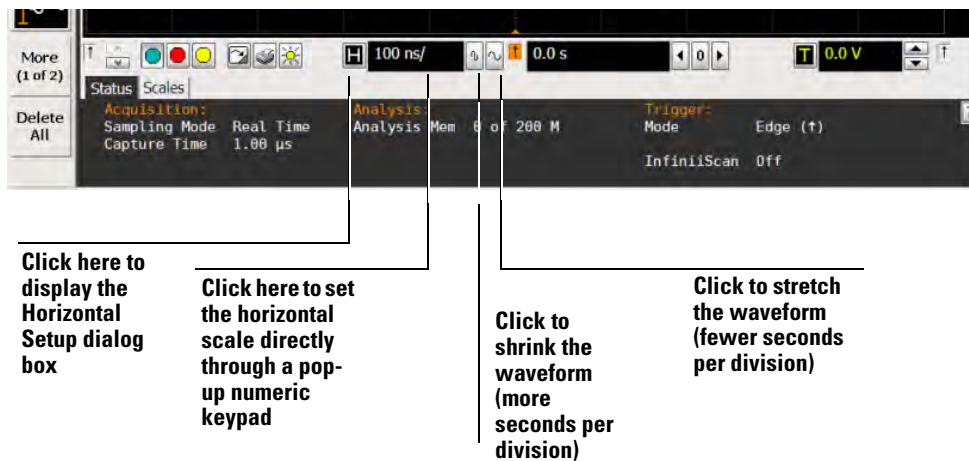 More
(1 of 2)
Delete
All
H 100 ns/ 0.0 s 0 T 0.0 V
Status Scales
Acquisition:
Sampling Mode Real Time
Capture Time 1.00 µs
Analysis:
Analysis Mem 0 of 200 M
Trigger:
Mode Edge (↑)
InfiniiScan Off
Click here to
display the
Horizontal
Setup dialog
box
Click here to set
the horizontal
scale directly
through a pop-
up numeric
keypad
Click to
shrink the
waveform
(more
seconds per
division)
Click to stretch
the waveform
(fewer seconds
per division)